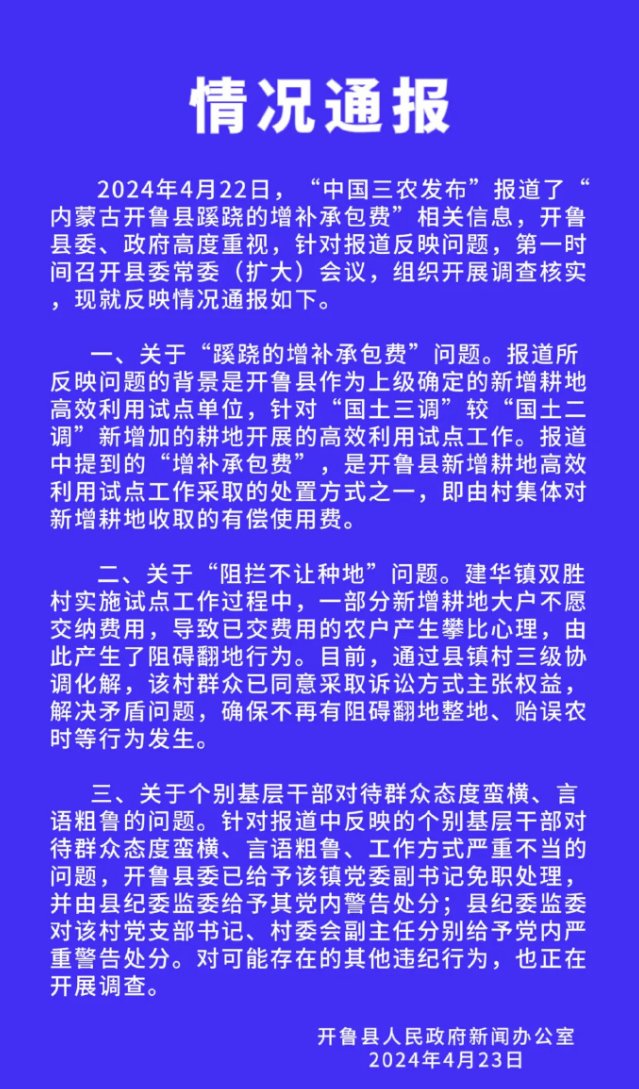 情况通报
2024年4月22日，“中国三农发布”报道了“
内蒙古开鲁县蹊跷的增补承包费”相关信息，开鲁
县委、政府高度重视，针对报道反映问题，第一时
间召开县委常委（扩大）会议，组织开展调查核实
，现就反映情况通报如下。
一、关于“蹊跷的增补承包费”问题。报道所
反映问题的背景是开鲁县作为上级确定的新增耕地
高效利用试点单位，针对“国土三调”较“国土二
调”新增加的耕地开展的高效利用试点工作。报道
中提到的“增补承包费”，是开鲁县新增耕地高效
利用试点工作采取的处置方式之一，即由村集体对
新增耕地收取的有偿使用费。
二、关于“阻拦不让种地”问题。建华镇双胜
村实施试点工作过程中，一部分新增耕地大户不愿
交纳费用，导致已交费用的农户产生攀比心理，由
此产生了阻碍翻地行为。目前，通过县镇村三级协
调化解，该村群众已同意采取诉讼方式主张权益，
解决矛盾问题，确保不再有阻碍翻地整地、贻误农
时等行为发生。
三、关于个别基层干部对待群众态度蛮横、言
语粗鲁的问题。针对报道中反映的个别基层干部对
待群众态度蛮横、言语粗鲁、工作方式严重不当的
问题，开鲁县委已给予该镇党委副书记免职处理，
并由县纪委监委给予其党内警告处分；县纪委监委
对该村党支部书记、村委会副主任分别给予党内严
重警告处分。对可能存在的其他违纪行为，也正在
开展调查。
开鲁县人民政府新闻办公室
2024年4月23日